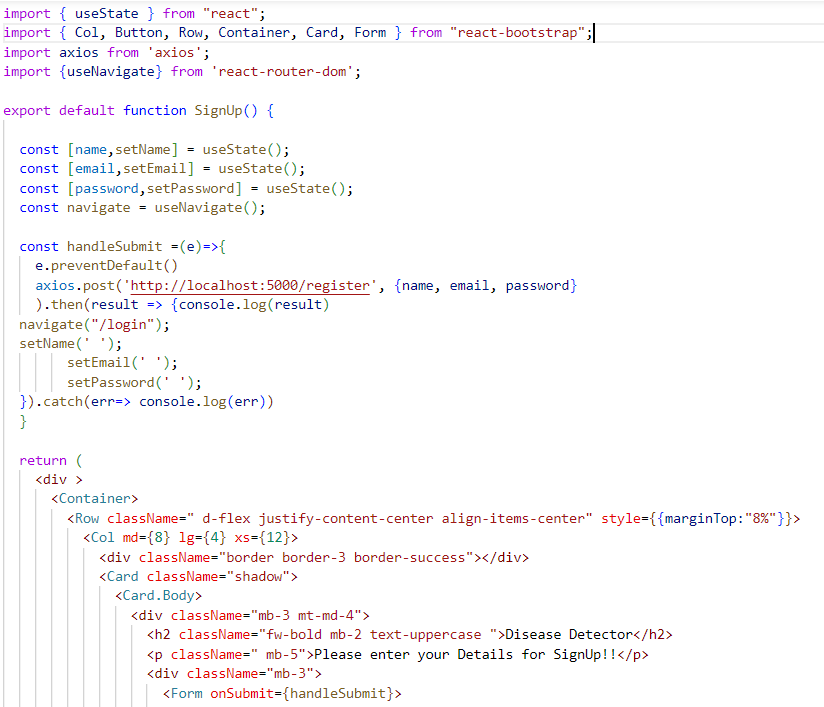 import { useState } from "react";
import { Col, Button, Row, Container, Card, Form } from "react-bootstrap";
import axios from 'axios';
import {useNavigate} from 'react-router-dom';
export default function SignUp() {
const [name,setName] = useState();
const [email,setEmail] = useState();
const [password,setPassword] = useState();
const navigate = useNavigate();
const handleSubmit =(e)=>{
e.preventDefault()
axios.post('http://localhost:5000/register', {name, email, password}
).then(result => {console.log(result)
navigate("/login");
setName(' ');
setEmail(' ');
setPassword(' ');
}).catch(err=> console.log(err))
}
return (
<div >
<Container>
<Row className=" d-flex justify-content-center align-items-center" style={{marginTop:"8%"}}>
<Col md={8} lg={4} xs={12}>
<div className="border border-3 border-success"></div>
<Card className="shadow">
<Card.Body>
<div className="mb-3 mt-md-4">
<h2 className="fw-bold mb-2 text-uppercase ">Disease Detector</h2>
<p className=" mb-5">Please enter your Details for SignUp!!</p>
<div className="mb-3">
<Form onSubmit={handleSubmit}>